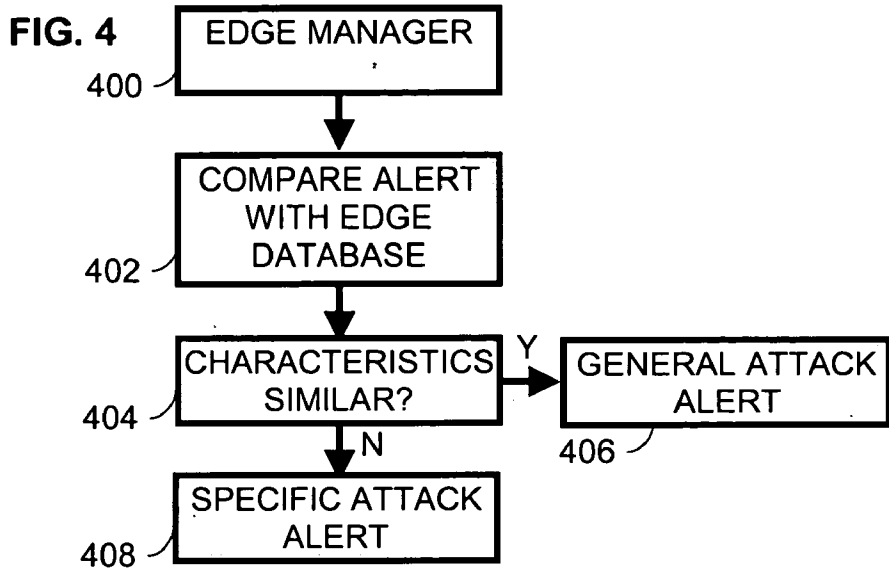 FIG. 4
EDGE MANAGER
400
COMPARE ALERT
WITH EDGE
DATABASE
402
CHARACTERISTICS
SIMILAR?
404
Y
GENERAL ATTACK
ALERT
406
N
SPECIFIC ATTACK
ALERT
408